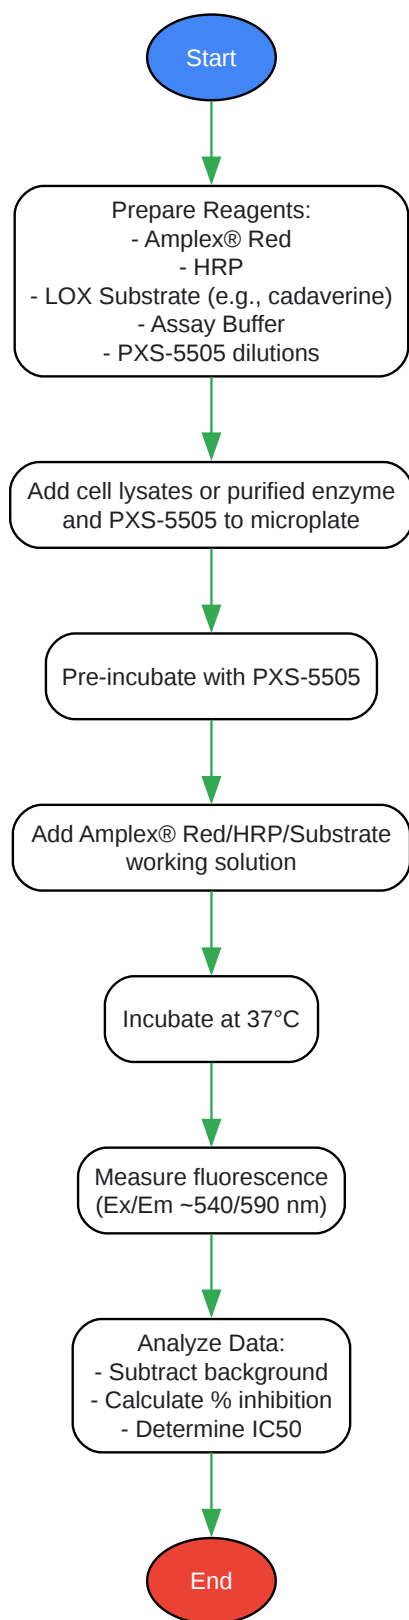 Start
Prepare Reagents:
- Amplex® Red
- HRP
- LOX Substrate (e.g., cadaverine)
- Assay Buffer
- PXS-5505 dilutions
Add cell lysates or purified enzyme
and PXS-5505 to microplate
Pre-incubate with PXS-5505
Add Amplex® Red/HRP/Substrate
working solution
Incubate at 37°C
Measure fluorescence
(Ex/Em ~540/590 nm)
Analyze Data:
- Subtract background
- Calculate % inhibition
- Determine IC50
End